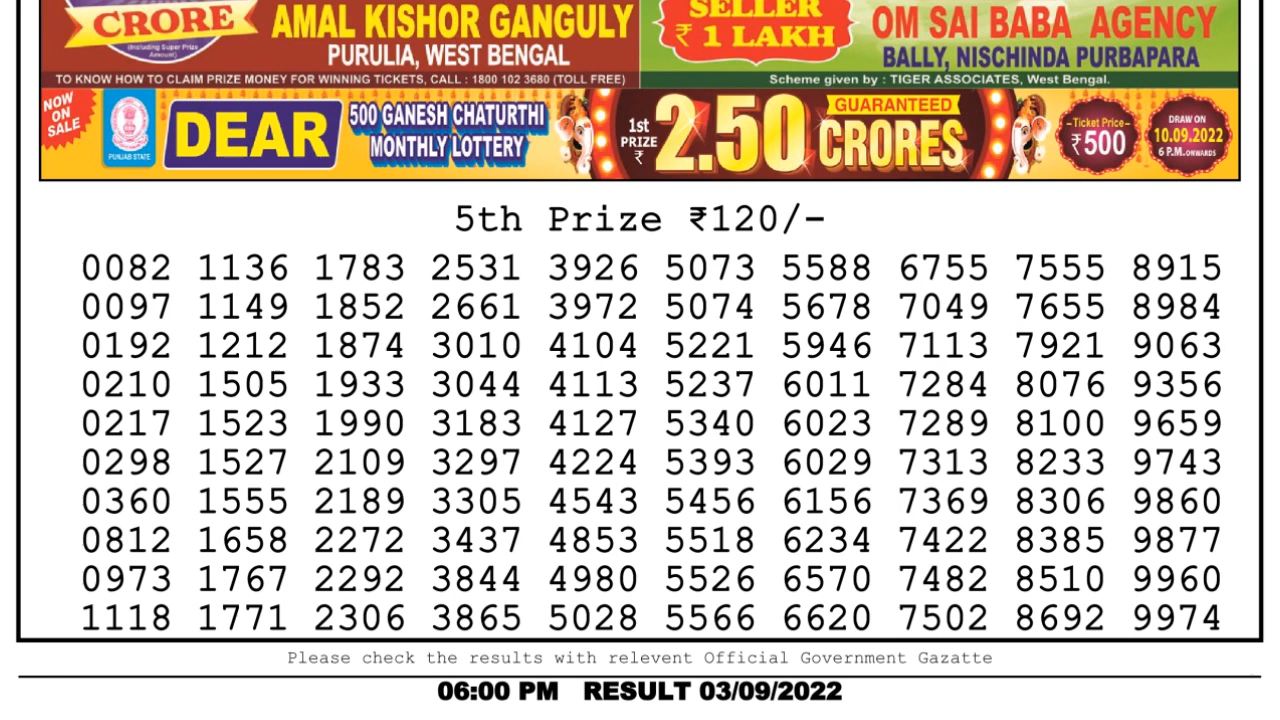 CRORE
(Including Super Prize
Amount)
AMAL KISHOR GANGULY
PURULIA, WEST BENGAL
TO KNOW HOW TO CLAIM PRIZE MONEY FOR WINNING TICKETS, CALL : 1800 102 3680 (TOLL FREE)
SELLER
₹ 1 LAKH
OM SAI BABA AGENCY
BALLY, NISCHINDA PURBAPARA
Scheme given by : TIGER ASSOCIATES, West Bengal.
NOW
ON
SALE
PUNJAB STATE
DEAR
500 GANESH CHATURTHI
MONTHLY LOTTERY
1st
PRIZE
₹
2.50
GUARANTEED
CRORES
Ticket Price
₹500
DRAW ON
10.09.2022
6 P.M. ONWARDS
5th Prize ₹120/-
0082 1136 1783 2531 3926 5073 5588 6755 7555 8915
0097 1149 1852 2661 3972 5074 5678 7049 7655 8984
0192 1212 1874 3010 4104 5221 5946 7113 7921 9063
0210 1505 1933 3044 4113 5237 6011 7284 8076 9356
0217 1523 1990 3183 4127 5340 6023 7289 8100 9659
0298 1527 2109 3297 4224 5393 6029 7313 8233 9743
0360 1555 2189 3305 4543 5456 6156 7369 8306 9860
0812 1658 2272 3437 4853 5518 6234 7422 8385 9877
0973 1767 2292 3844 4980 5526 6570 7482 8510 9960
1118 1771 2306 3865 5028 5566 6620 7502 8692 9974
Please check the results with relevent Official Government Gazatte
06:00 PM RESULT 03/09/2022